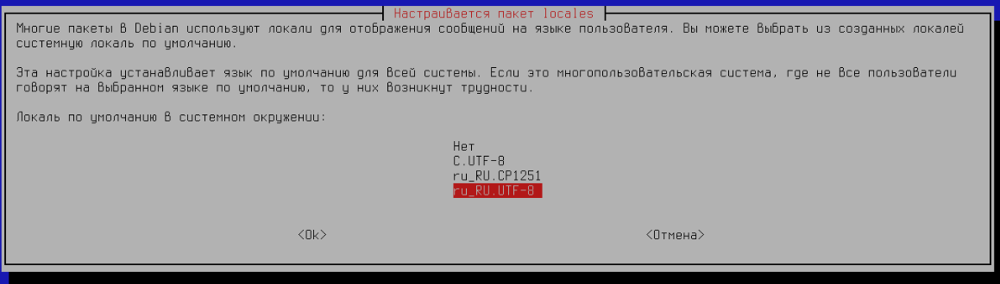 Настраивается пакет locales
Многие пакеты в Debian используют локали для отображения сообщений на языке пользователя. Вы можете выбрать из созданных локалей
системную локаль по умолчанию.
Эта настройка устанавливает язык по умолчанию для всей системы. Если это многопользовательская система, где не все пользователи
говорят на выбранном языке по умолчанию, то у них возникнут трудности.
Локаль по умолчанию в системном окружении:
Нет
C.UTF-8
ru_RU.CP1251
ru_RU.UTF-8
<Ok> <Отмена>